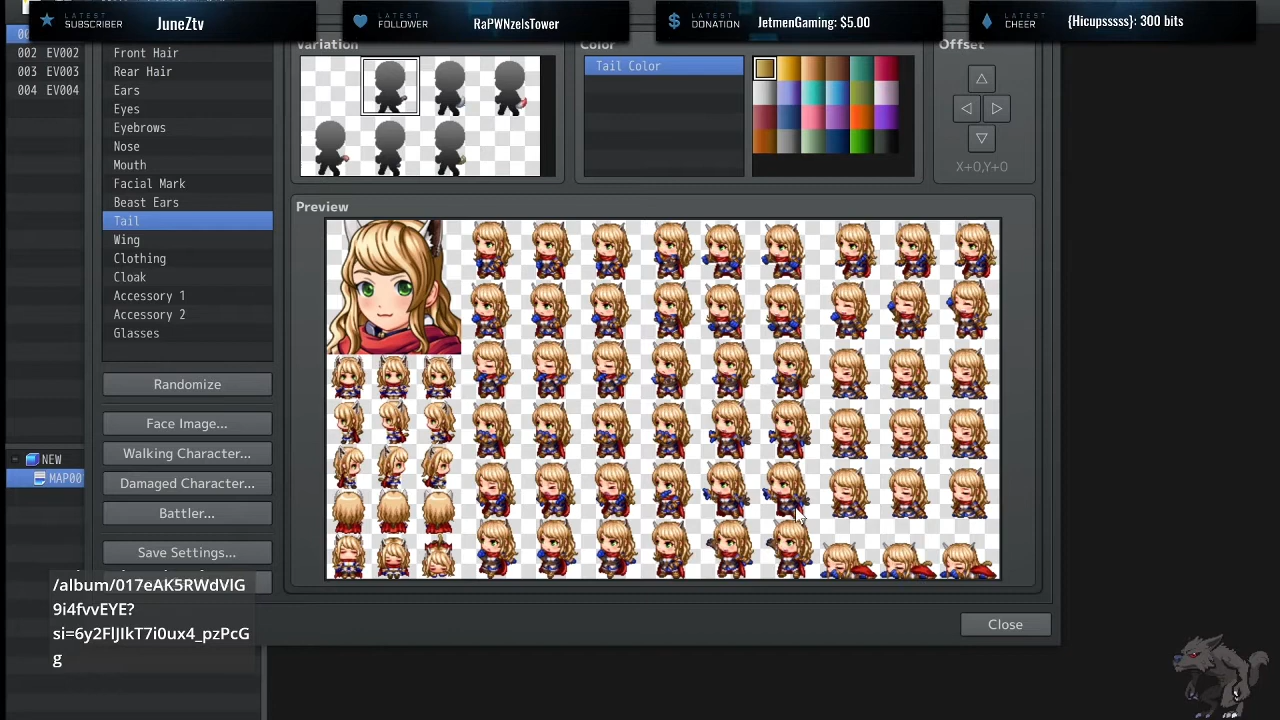 LATEST
SUBSCRIBER
JuneZtv
LATEST
FOLLOWER
RaPWNzelsTower
LATEST
DONATION
JetmenGaming: $5.00
LATEST
CHEER
{Hicupsssss}: 300 bits
002 EV002
003 EV003
004 EV004
Front Hair
Rear Hair
Ears
Eyes
Eyebrows
Nose
Mouth
Facial Mark
Beast Ears
Tail
Wing
Clothing
Cloak
Accessory 1
Accessory 2
Glasses
Randomize
Face Image...
Walking Character...
Damaged Character...
Battler...
Save Settings...
Variation
Color
Tail Color
Offset
X+0,Y+0
Preview
NEW
MAP00
/album/017eAK5RWdVIG
9i4fvvEYE?
si=6y2FlJIkT7i0ux4_pzPcG
g
Close